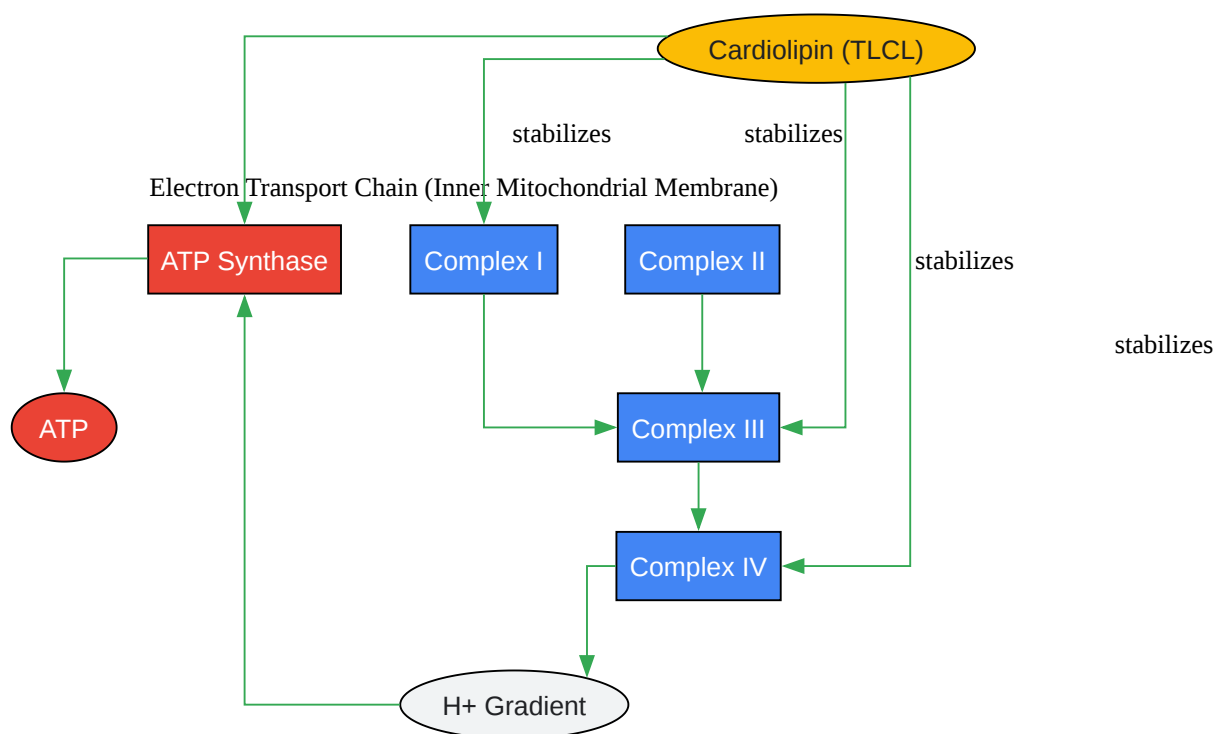 Cardiolipin (TLCL)
stabilizes
stabilizes
Electron Transport Chain (Inner Mitochondrial Membrane)
ATP Synthase
Complex I
Complex II
stabilizes
stabilizes
ATP
Complex III
Complex IV
H+ Gradient